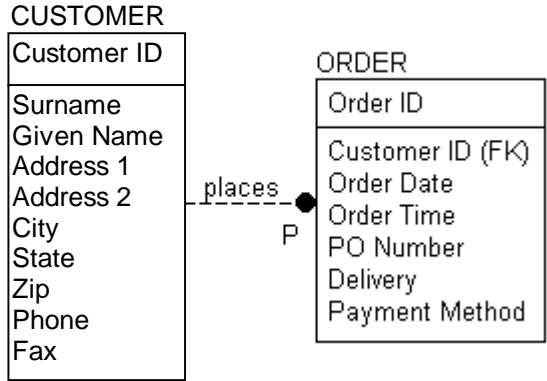 CUSTOMER
Customer ID
Surname
Given Name
Address 1
Address 2
City
State
Zip
Phone
Fax
places
P
ORDER
Order ID
Customer ID (FK)
Order Date
Order Time
PO Number
Delivery
Payment Method